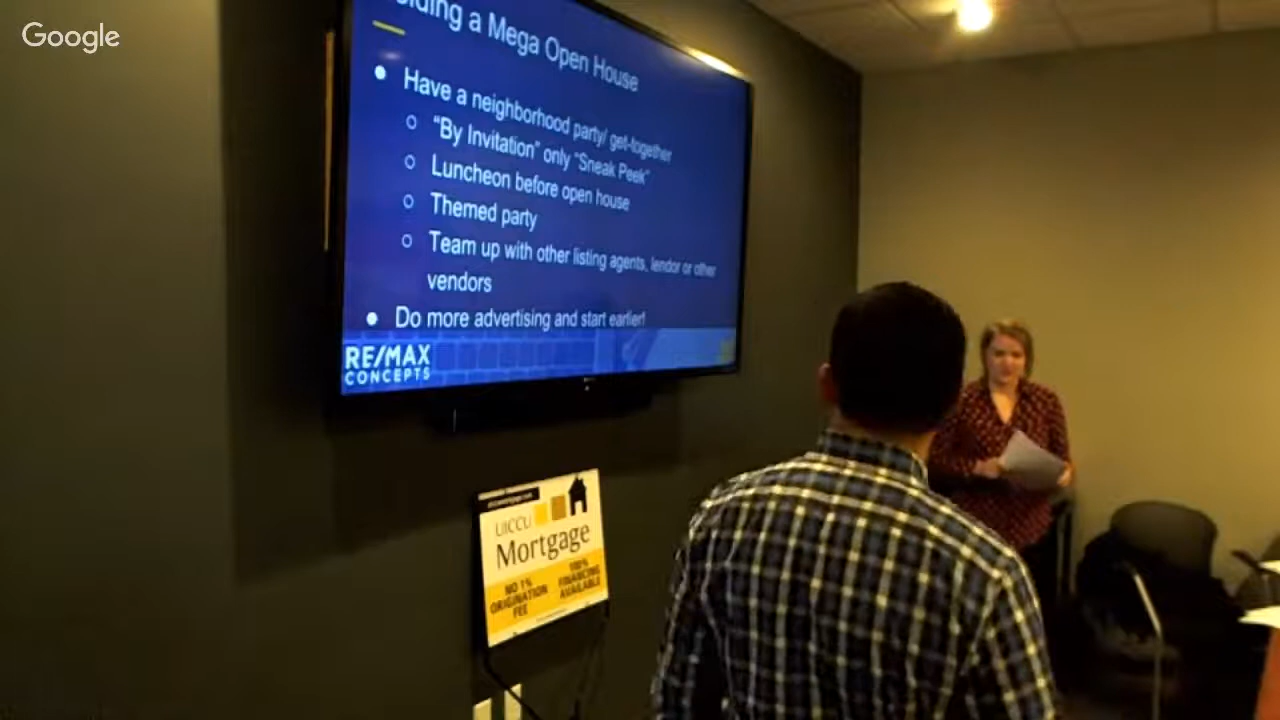 Google
lding a Mega Open House
Have a neighborhood party/ get-together
"By Invitation" only "Sneak Peek"
Luncheon before open house
Themed party
Team up with other listing agents, lendor or other
vendors
Do more advertising and start earlier!
RE/MAX
CONCEPTS
UICCU
Mortgage
NO 1%
ORIGINATION
FEE
100%
FINANCING
AVAILABLE